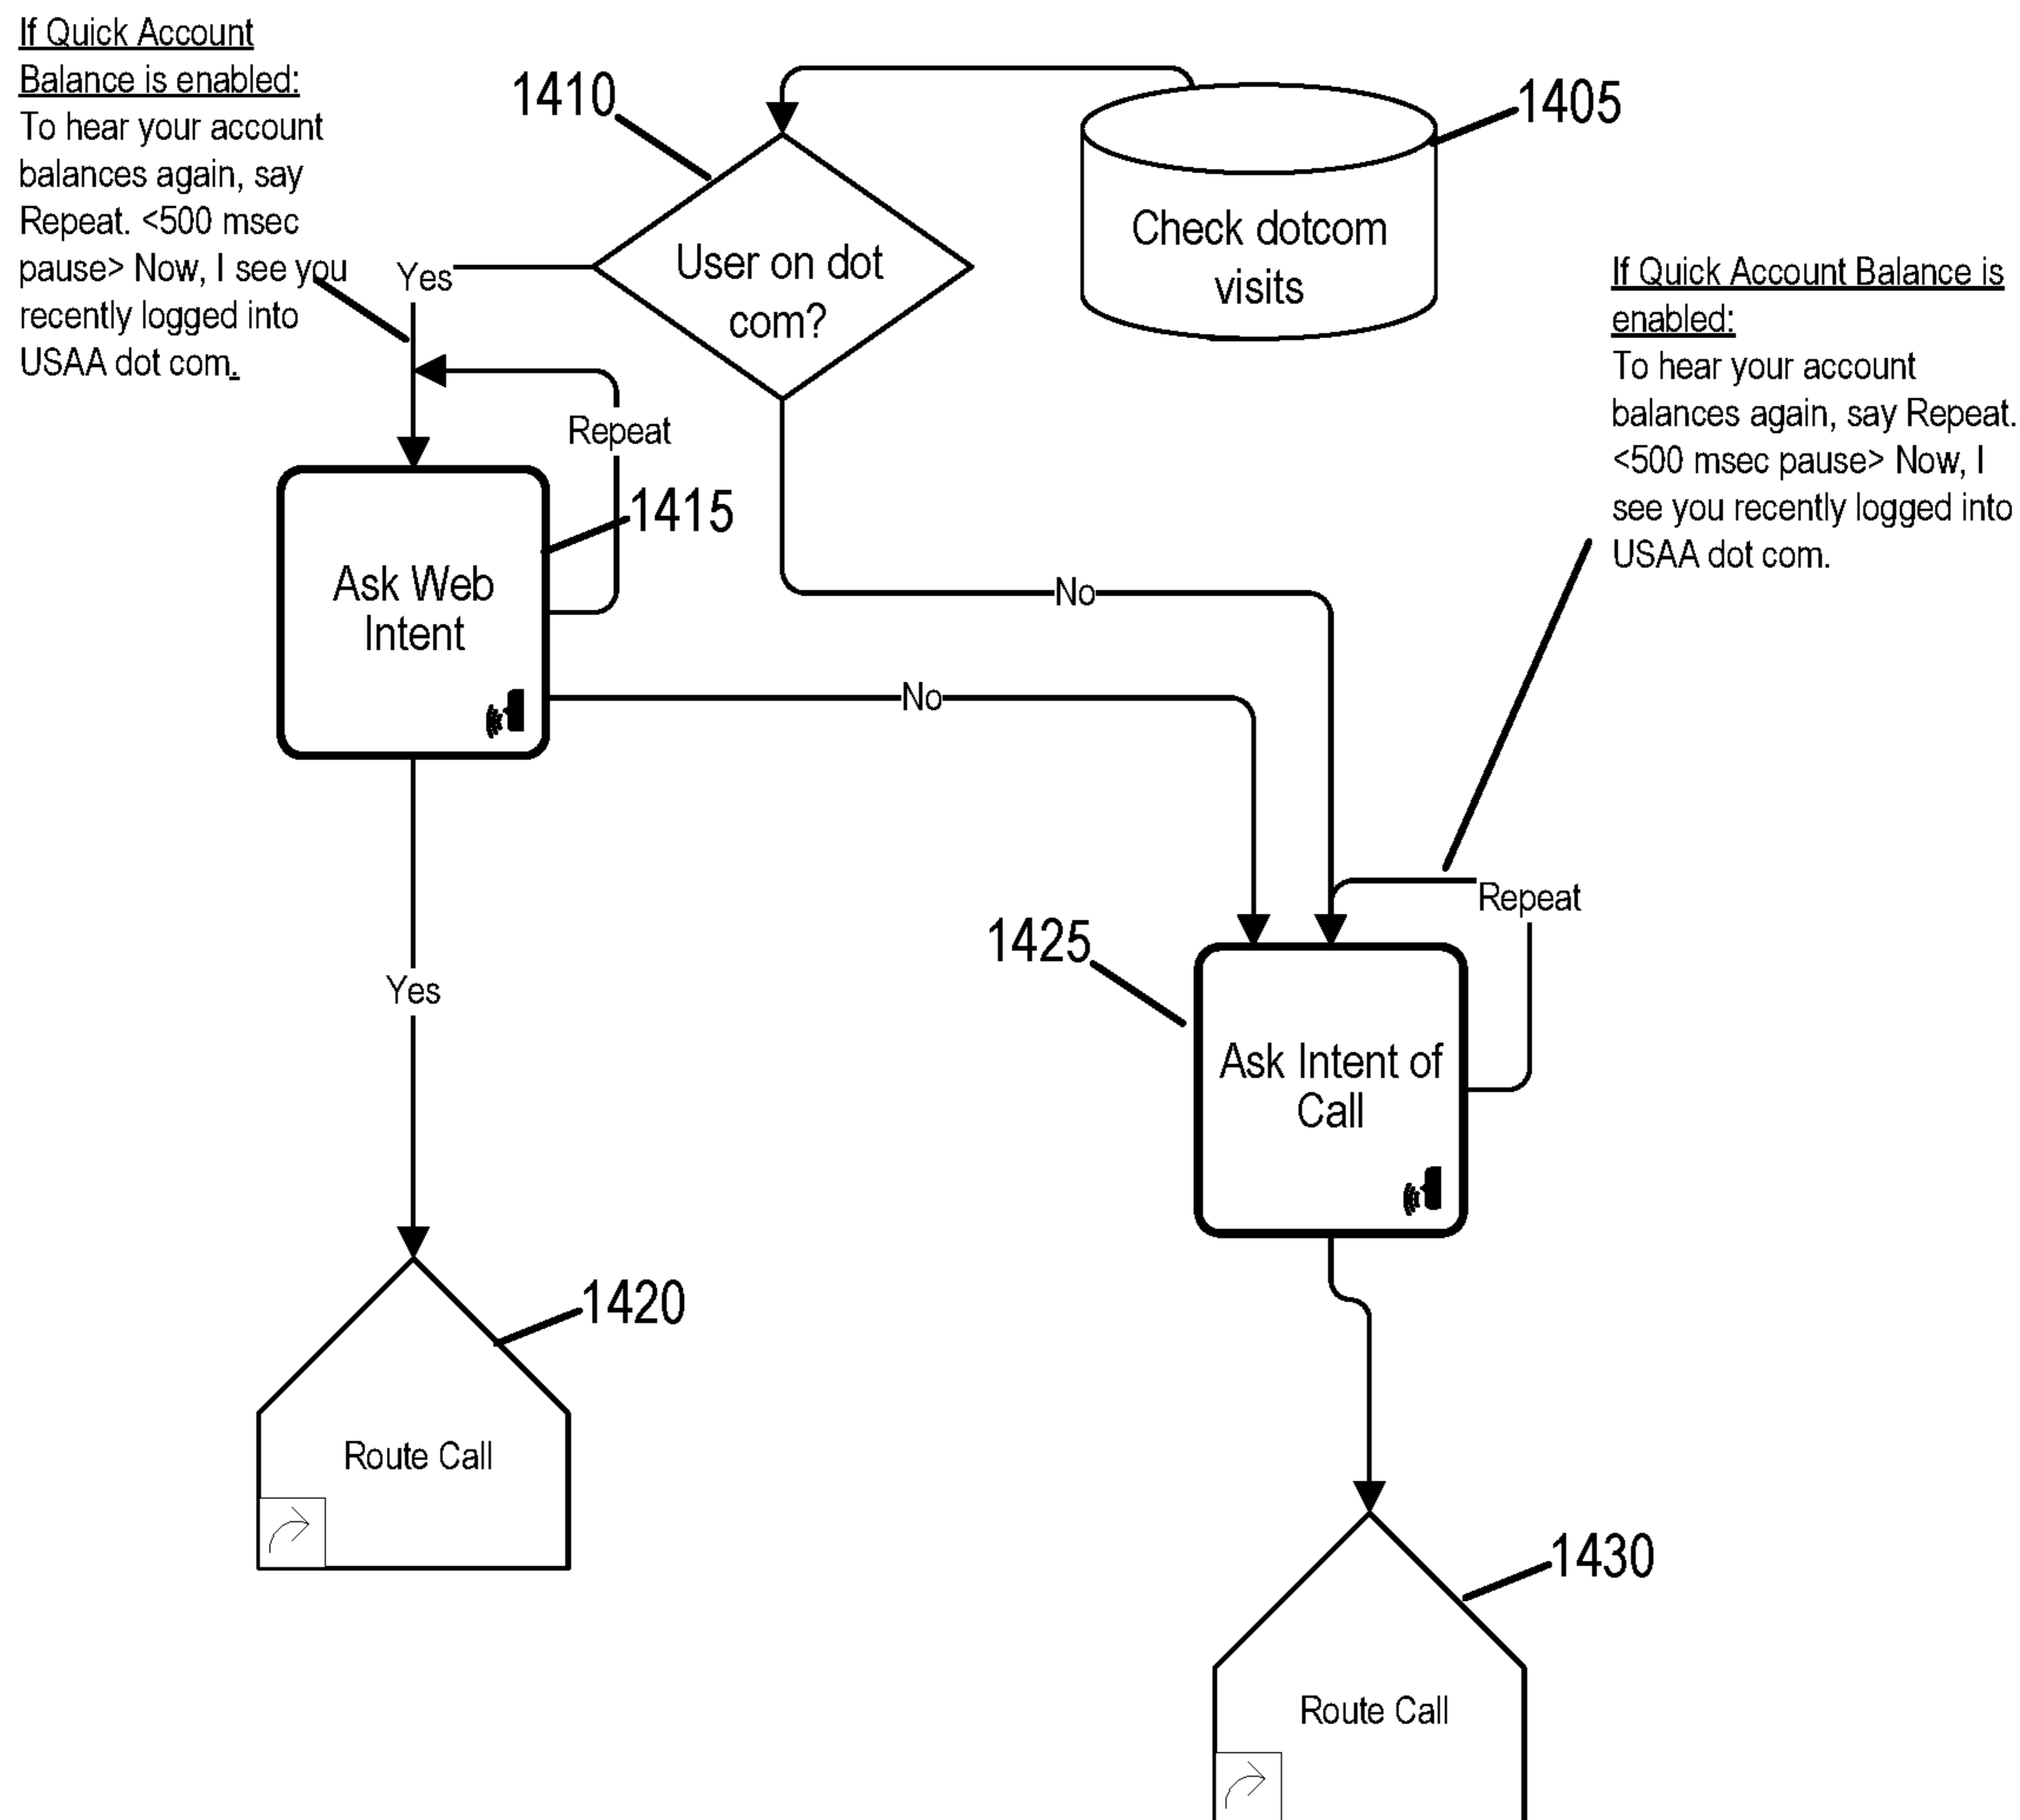 If Quick Account
Balance is enabled:
To hear your account
balances again, say
Repeat. <500 msec
pause> Now, I see you
recently logged into
USAA dot com.
1410
1405
Check dotcom
visits
User on dot
com?
Yes
If Quick Account Balance is
enabled:
To hear your account
balances again, say Repeat.
<500 msec pause> Now, I
see you recently logged into
USAA dot com.
Repeat
1415
Ask Web
Intent
No
No
Repeat
1425
Yes
Ask Intent of
Call
1420
Route Call
1430
Route Call